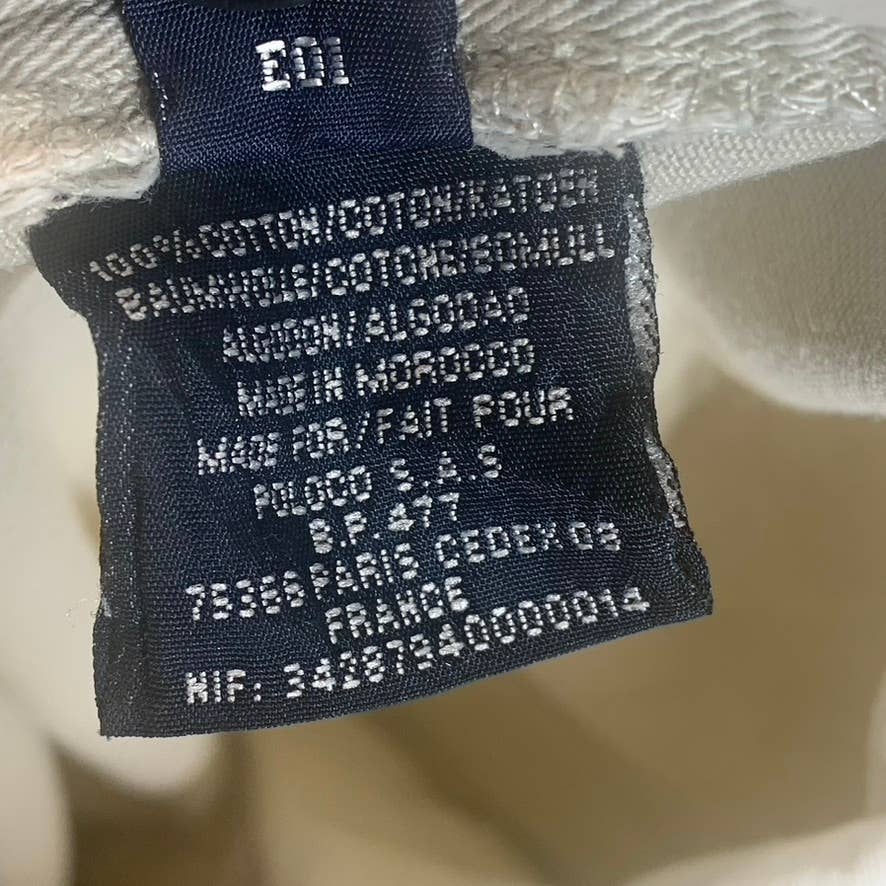 E01
100%COTTON/COTON/KATOEN
BAUMWOLLE/COTONE/BOMULL
ALGODON/ALGODAO
MADE IN MOROCCO
MADE FOR/FAIT POUR
POLOCO S.A.S
B.P.477
75366 PARIS CEDEX 08
FRANCE
NIF: 34287940000014